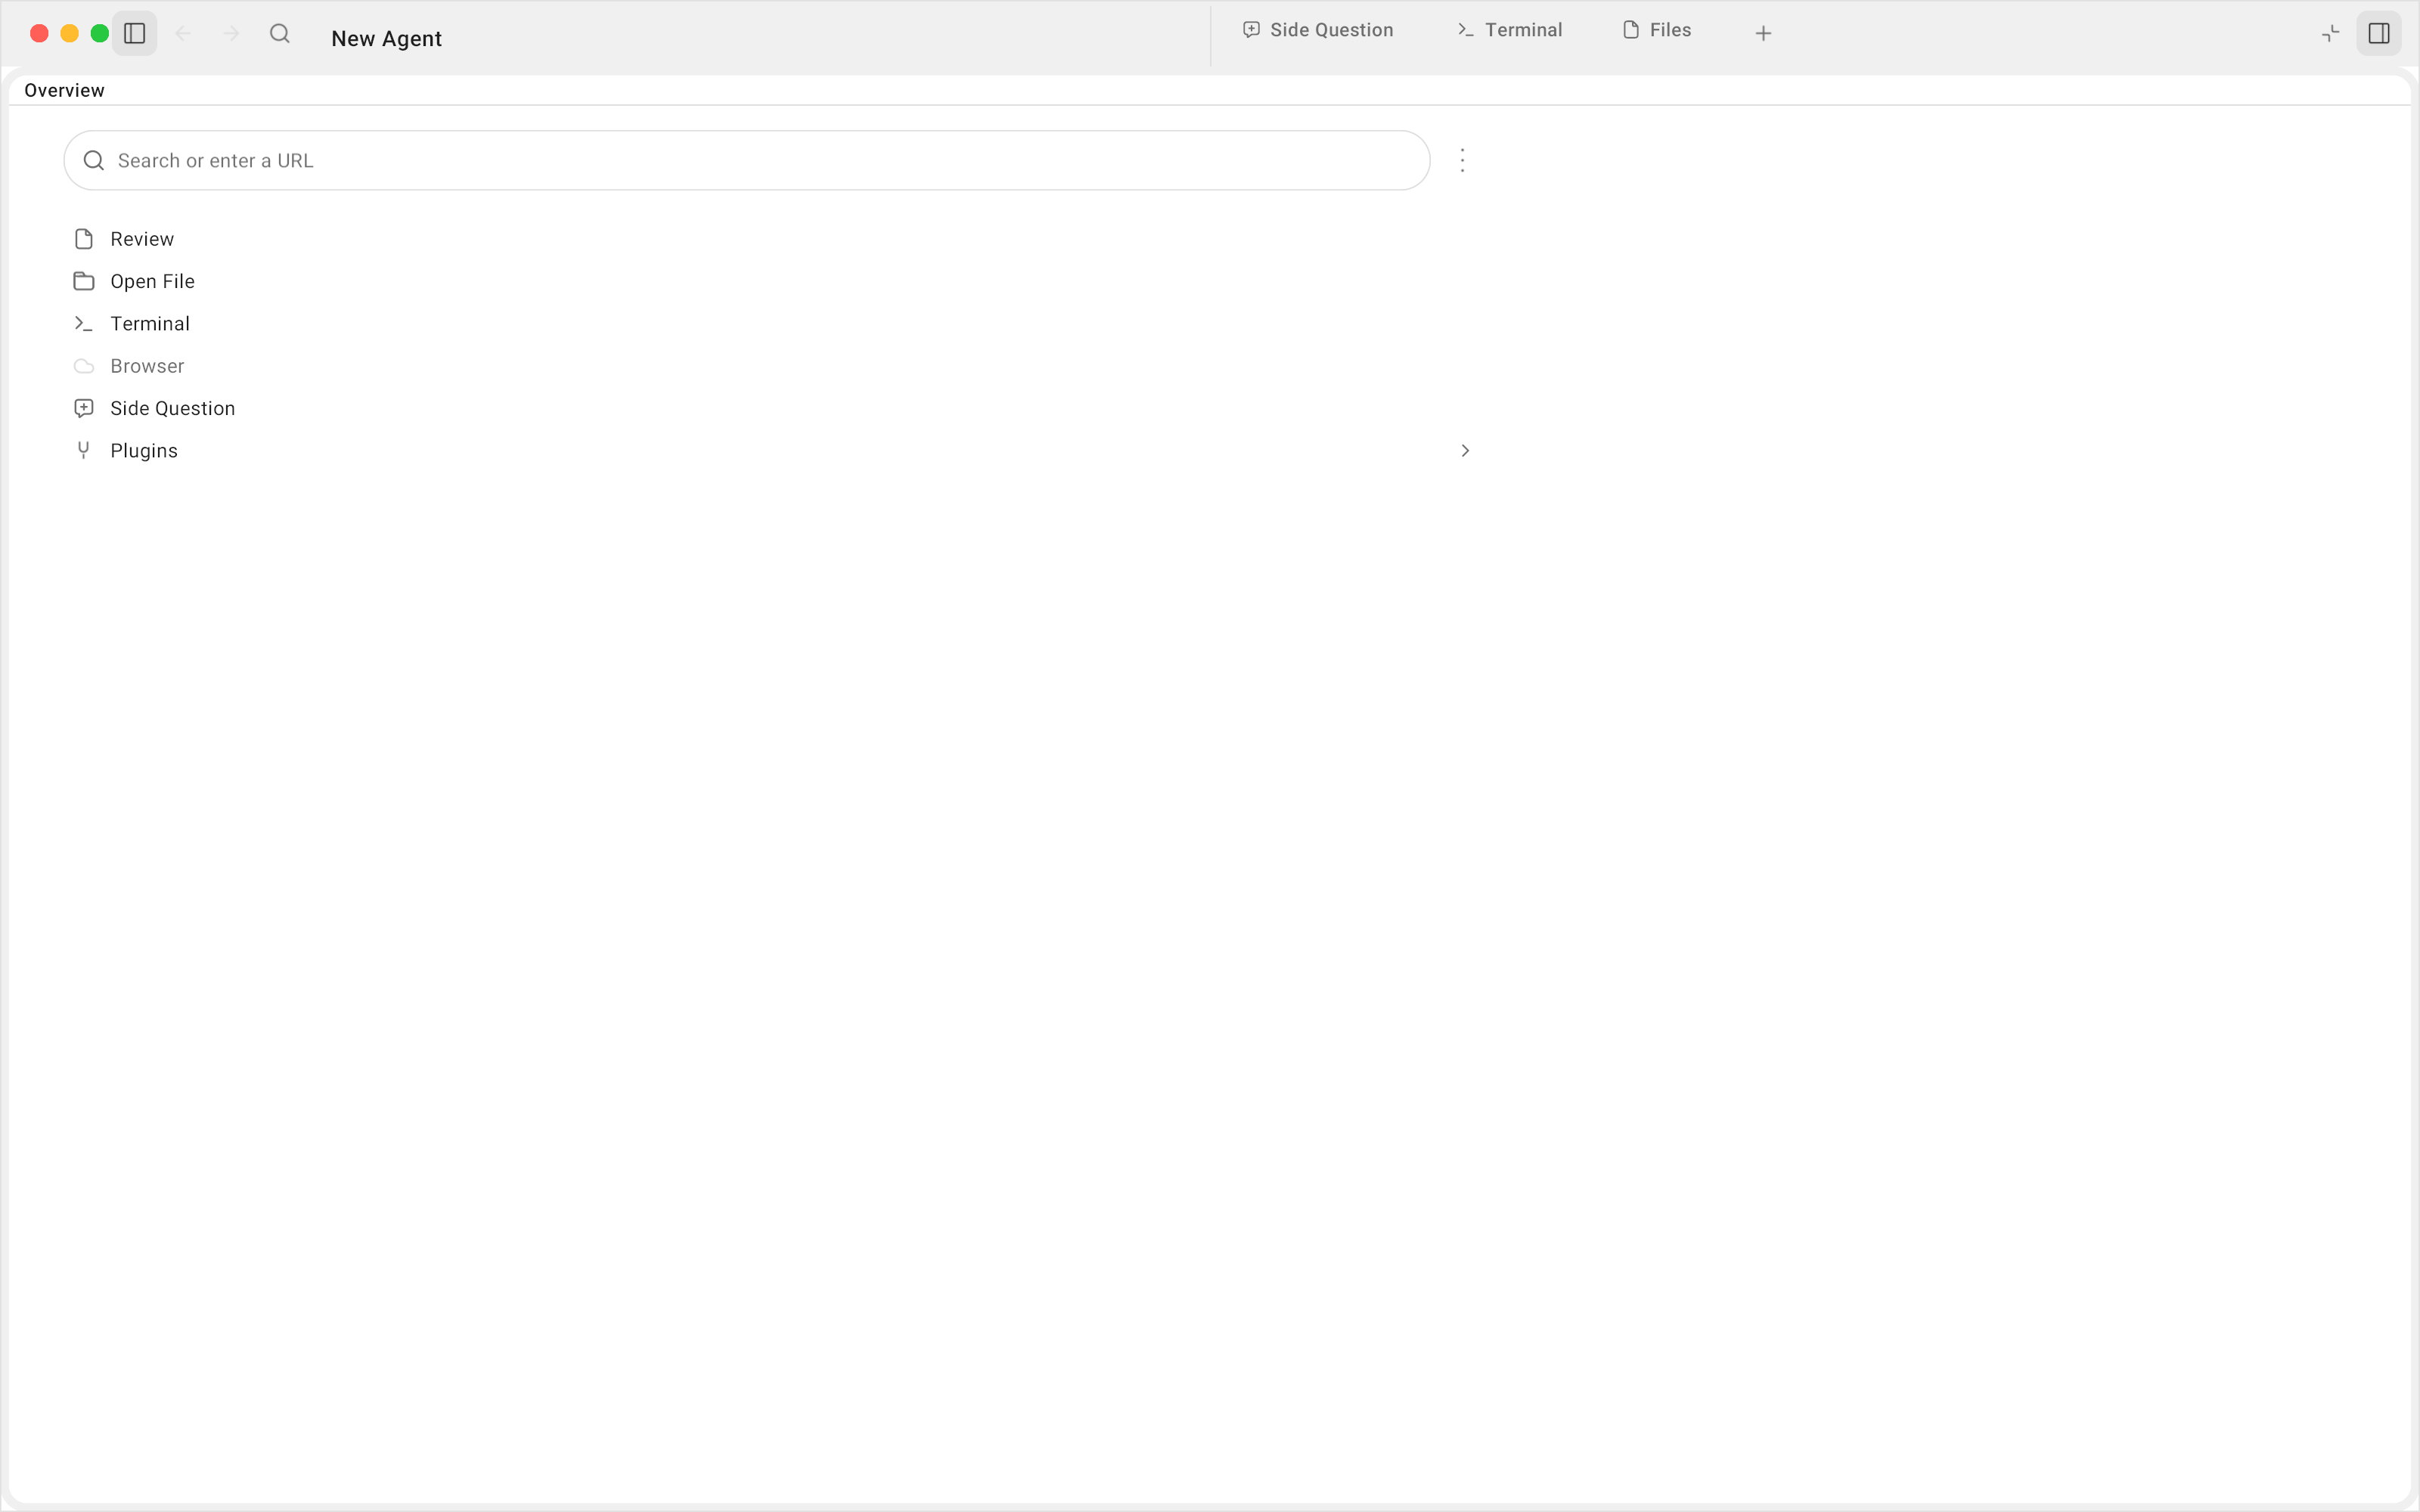 New Agent
Side Question
Terminal
Files
Overview
Search or enter a URL
Review
Open File
Terminal
Browser
Side Question
Plugins